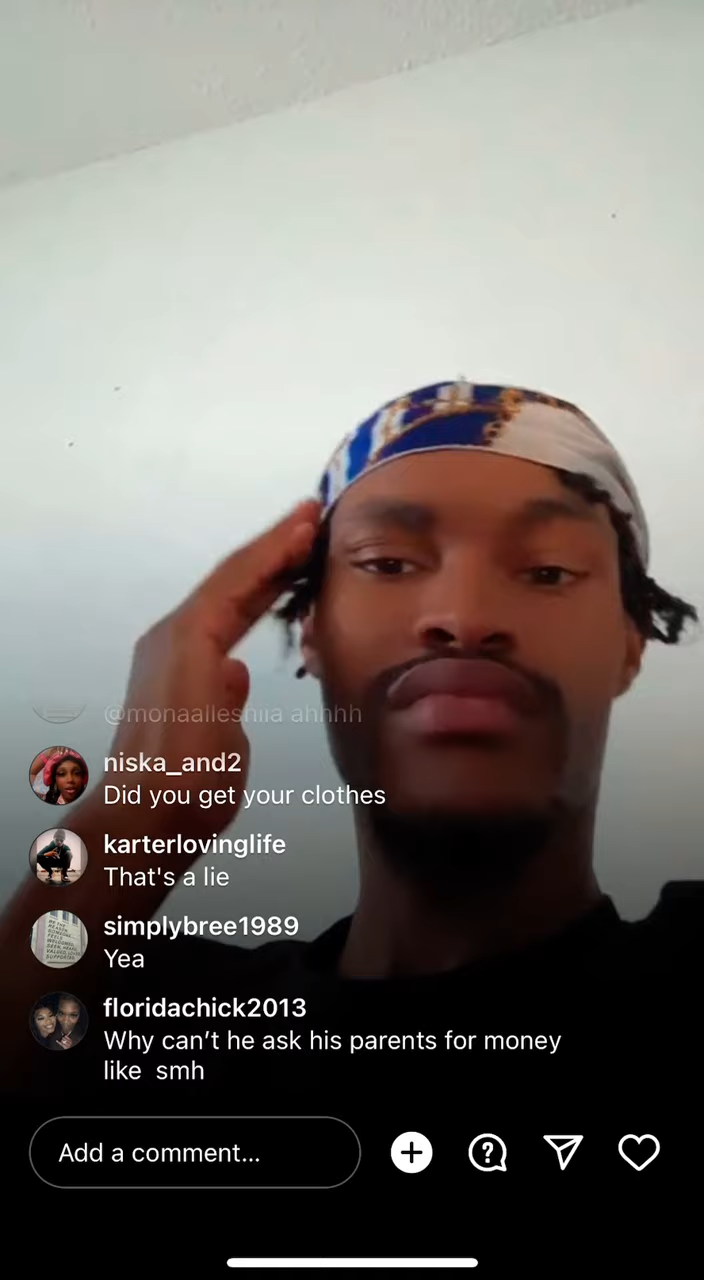 @monaalleshiia ahhhh
niska_and2
Did you get your clothes
karterlovinglife
That's a lie
simplybree1989
Yea
floridachick2013
Why can’t he ask his parents for money
like smh
Add a comment...